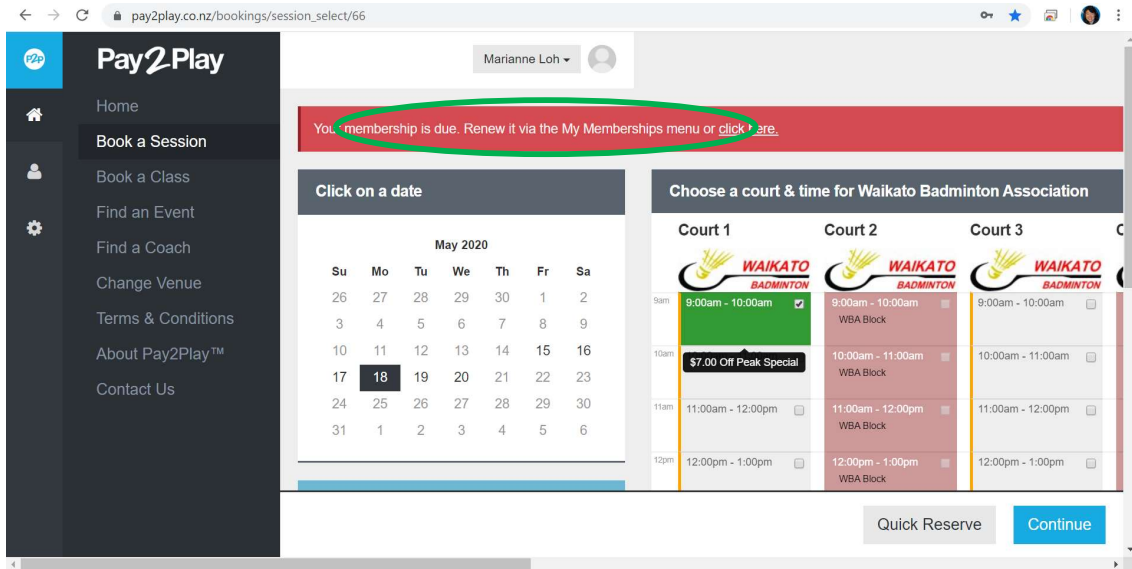 pay2play.co.nz/bookings/session_select/66
P2P
Pay2Play
Marianne Loh
Home
Book a Session
Book a Class
Find an Event
Find a Coach
Change Venue
Terms & Conditions
About Pay2Play™
Contact Us
Your membership is due. Renew it via the My Memberships menu or click here.
Click on a date
May 2020
Su Mo Tu We Th Fr Sa
26 27 28 29 30 1 2
3 4 5 6 7 8 9
10 11 12 13 14 15 16
17 18 19 20 21 22 23
24 25 26 27 28 29 30
31 1 2 3 4 5 6
Choose a court & time for Waikato Badminton Association
Court 1 Court 2 Court 3 C
WAIKATO BADMINTON WAIKATO BADMINTON WAIKATO BADMINTON
9am 9:00am - 10:00am 9:00am - 10:00am 9:00am - 10:00am
WBA Block
10am 10:00am - 11:00am 10:00am - 11:00am
$7.00 Off Peak Special
WBA Block
11am 11:00am - 12:00pm 11:00am - 12:00pm 11:00am - 12:00pm
WBA Block
12pm 12:00pm - 1:00pm 12:00pm - 1:00pm 12:00pm - 1:00pm
WBA Block
Quick Reserve Continue